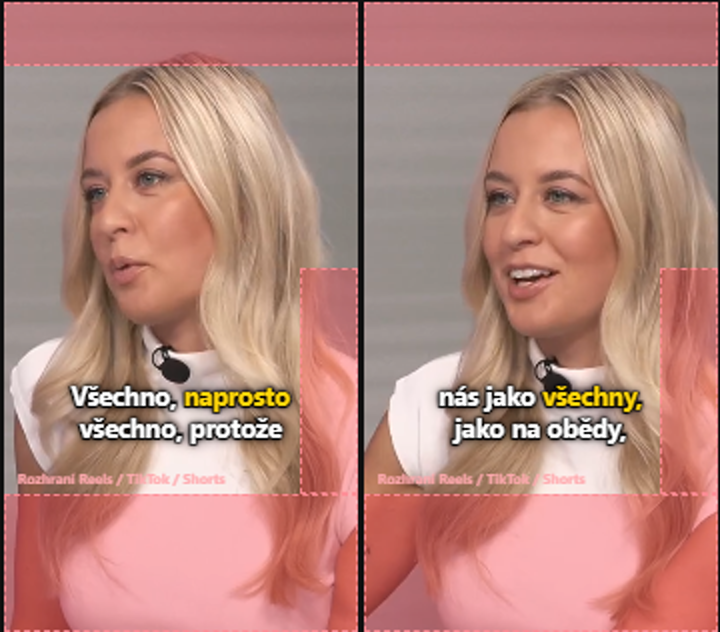 Všechno, naprosto
všechno, protože
Rozhraní Reels / TikTok / Shorts
nás jako všechny,
jako na obědy,
Rozhraní Reels / TikTok / Shorts